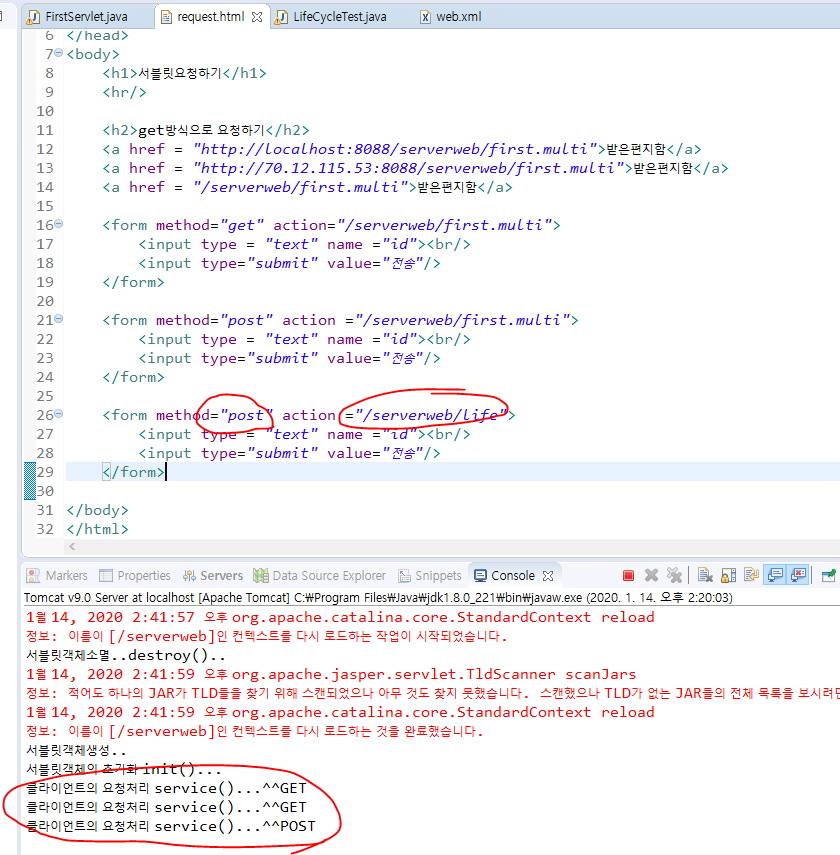 FirstServlet.java request.html LifeCycleTest.java web.xml
6 </head>
7 <body>
8 <h1>서블릿요청하기</h1>
9 <hr/>
10
11 <h2>get방식으로 요청하기</h2>
12 <a href = "http://localhost:8088/serverweb/first.multi">받은편지함</a>
13 <a href = "http://70.12.115.53:8088/serverweb/first.multi">받은편지함</a>
14 <a href = "/serverweb/first.multi">받은편지함</a>
15
16 <form method="get" action="/serverweb/first.multi">
17 <input type = "text" name ="id"><br/>
18 <input type="submit" value="전송"/>
19 </form>
20
21 <form method="post" action ="/serverweb/first.multi">
22 <input type = "text" name ="id"><br/>
23 <input type="submit" value="전송"/>
24 </form>
25
26 <form method="post" action ="/serverweb/life">
27 <input type = "text" name ="id"><br/>
28 <input type="submit" value="전송"/>
29 </form>
30
31 </body>
32 </html>
Markers Properties Servers Data Source Explorer Snippets Console
Tomcat v9.0 Server at localhost [Apache Tomcat] C:₩Program Files₩Java₩jdk1.8.0_221₩bin₩javaw.exe (2020. 1. 14. 오후 2:20:03)
1월 14, 2020 2:41:57 오후 org.apache.catalina.core.StandardContext reload
정보: 이름이 [/serverweb]인 컨텍스트를 다시 로드하는 작업이 시작되었습니다.
서블릿객체소멸..destroy()..
1월 14, 2020 2:41:59 오후 org.apache.jasper.servlet.TldScanner scanJars
정보: 적어도 하나의 JAR가 TLD들을 찾기 위해 스캔되었으나 아무 것도 찾지 못했습니다. 스캔했으나 TLD가 없는 JAR들의 전체 목록을 보시려면
1월 14, 2020 2:41:59 오후 org.apache.catalina.core.StandardContext reload
정보: 이름이 [/serverweb]인 컨텍스트를 다시 로드하는 것을 완료했습니다.
서블릿객체생성..
서블릿객체의 초기화 init()...
클라이언트의 요청처리 service()...^^GET
클라이언트의 요청처리 service()...^^GET
클라이언트의 요청처리 service()...^^POST